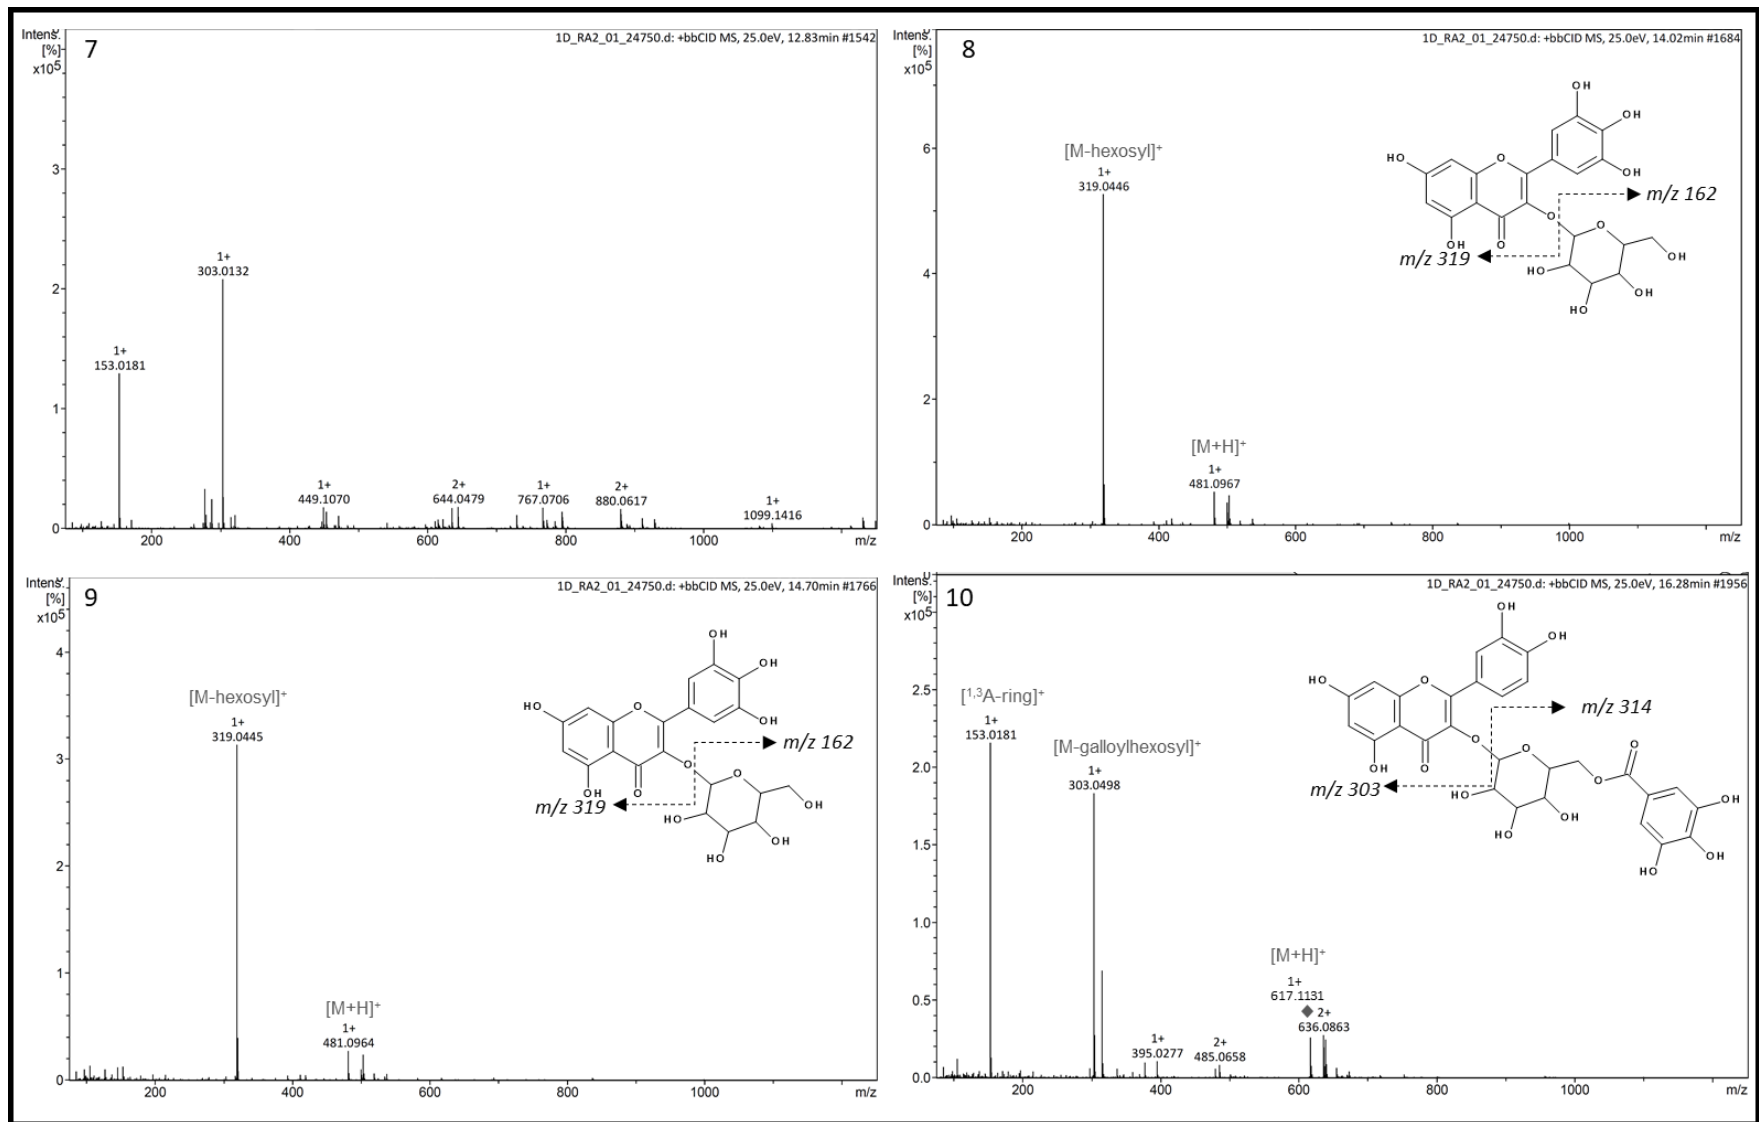 Intens.
[%]
x10⁵
7
1D_RA2_01_24750.d: +bbCID MS, 25.0eV, 12.83min #1542
3
2
1
0
1+
303.0132
1+
153.0181
1+
449.1070
2+
644.0479
1+
767.0706
2+
880.0617
1+
1099.1416
200
400
600
800
1000
m/z
Intens.
[%]
x10⁵
8
1D_RA2_01_24750.d: +bbCID MS, 25.0eV, 14.02min #1684
6
4
2
0
[M-hexosyl]⁺
1+
319.0446
[M+H]⁺
1+
481.0967
OH
OH
HO
O
OH
m/z 162
O
O
OH
O
m/z 319
OH
HO
OH
HO
200
400
600
800
1000
m/z
Intens.
[%]
x10⁵
9
1D_RA2_01_24750.d: +bbCID MS, 25.0eV, 14.70min #1766
4
3
2
1
0
[M-hexosyl]⁺
1+
319.0445
[M+H]⁺
1+
481.0964
OH
OH
HO
O
OH
m/z 162
O
O
OH
O
m/z 319
OH
HO
OH
HO
200
400
600
800
1000
m/z
Intens.
[%]
x10⁵
10
1D_RA2_01_24750.d: +bbCID MS, 25.0eV, 16.28min #1956
2.5
2.0
1.5
1.0
0.5
0.0
[¹,³A-ring]⁺
1+
153.0181
[M-galloylhexosyl]⁺
1+
303.0498
[M+H]⁺
1+
617.1131
2+
636.0863
1+
395.0277
2+
485.0658
OH
OH
HO
O
m/z 314
O
O
O
OH
O
O
m/z 303
HO
OH
OH
HO
OH
HO
200
400
600
800
1000
m/z